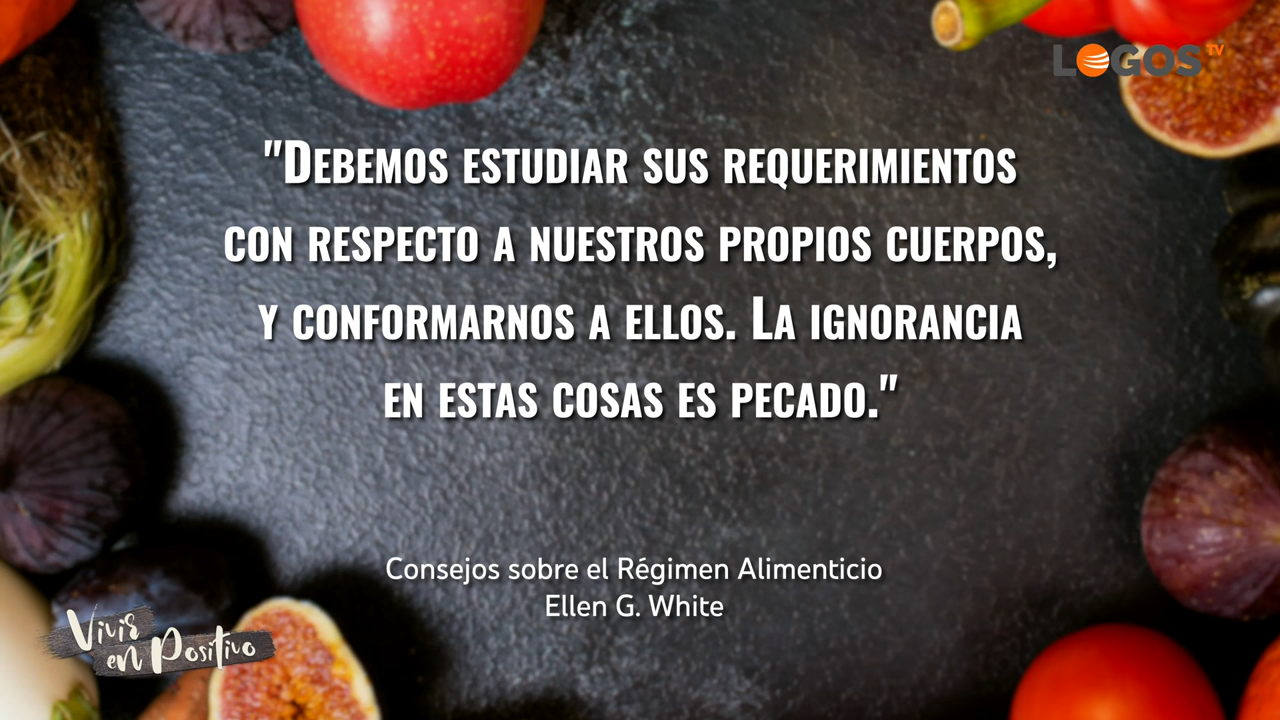 LOGOS TV
"Debemos estudiar sus requerimientos
con respecto a nuestros propios cuerpos,
y conformarnos a ellos. La ignorancia
en estas cosas es pecado."
Consejos sobre el Régimen Alimenticio
Ellen G. White
Vivir
en Positivo